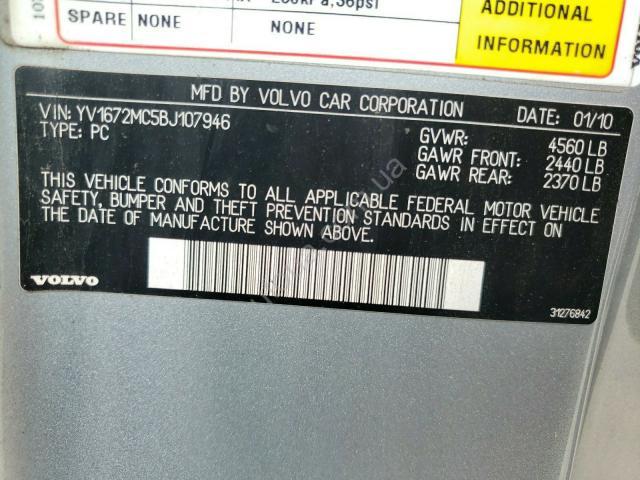 SPARE NONE NONE
ADDITIONAL
INFORMATION
MFD BY VOLVO CAR CORPORATION
VIN: YV1672MC5BJ107946 DATE: 01/10
TYPE: PC
GVWR: 4560 LB
GAWR FRONT: 2440 LB
GAWR REAR: 2370 LB
THIS VEHICLE CONFORMS TO ALL APPLICABLE FEDERAL MOTOR VEHICLE
SAFETY, BUMPER AND THEFT PREVENTION STANDARDS IN EFFECT ON
THE DATE OF MANUFACTURE SHOWN ABOVE.
VOLVO
31276842